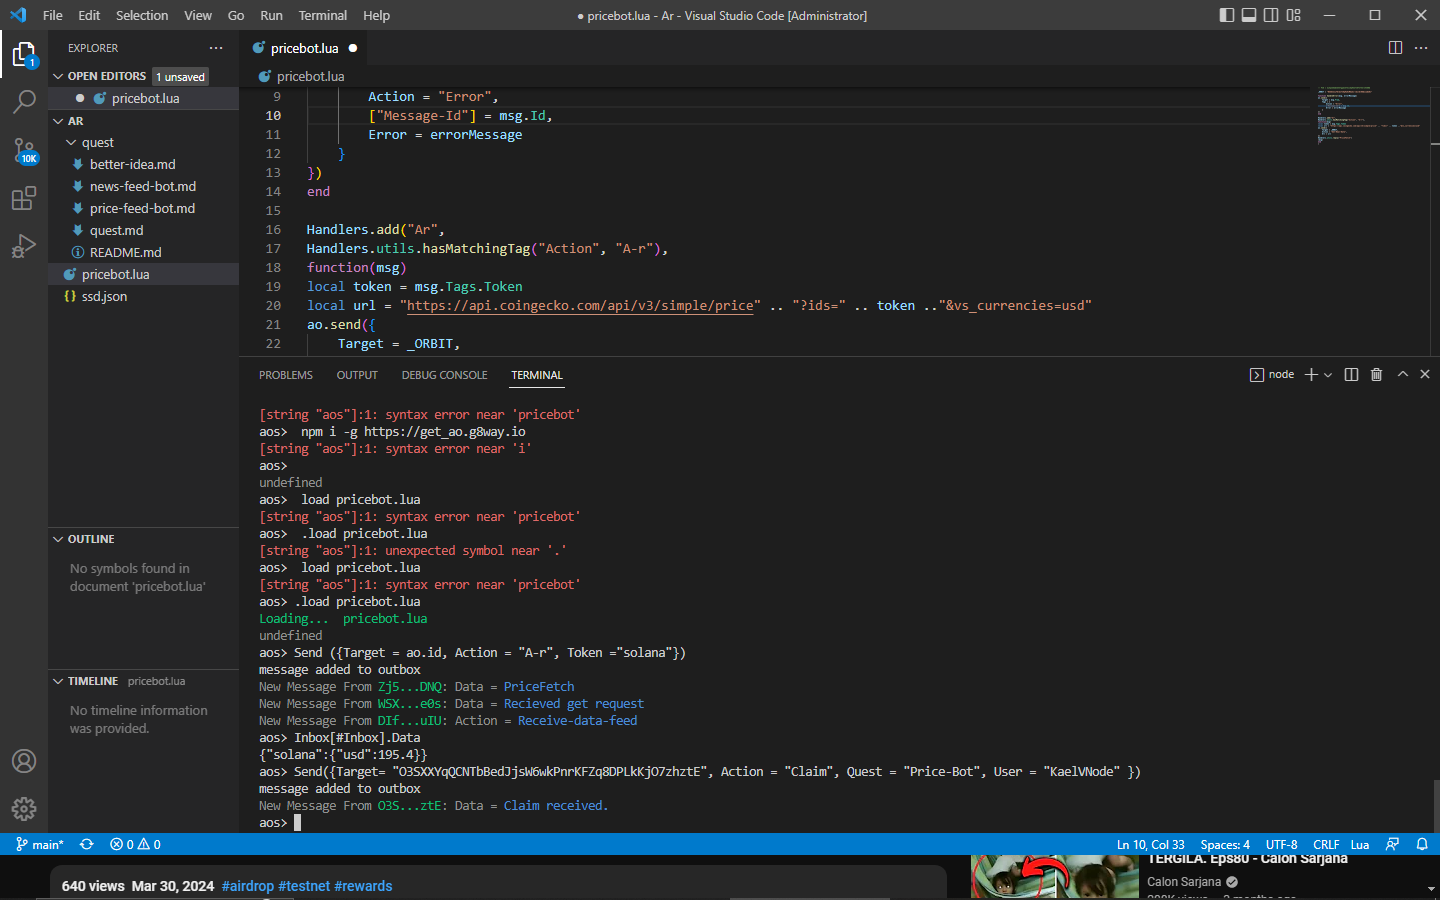 File Edit Selection View Go Run Terminal Help
● pricebot.lua - Ar - Visual Studio Code [Administrator]
EXPLORER
OPEN EDITORS 1 unsaved
pricebot.lua
AR
quest
better-idea.md
news-feed-bot.md
price-feed-bot.md
quest.md
README.md
pricebot.lua
{} ssd.json
1
10K
OUTLINE
No symbols found in
document 'pricebot.lua'
TIMELINE pricebot.lua
No timeline information
was provided.
pricebot.lua
pricebot.lua
9 Action = "Error",
10 ["Message-Id"] = msg.Id,
11 Error = errorMessage
12 }
13 })
14 end
15
16 Handlers.add("Ar",
17 Handlers.utils.hasMatchingTag("Action", "A-r"),
18 function(msg)
19 local token = msg.Tags.Token
20 local url = "https://api.coingecko.com/api/v3/simple/price" .. "?ids=" .. token .."&vs_currencies=usd"
21 ao.send({
22 Target = _ORBIT,
PROBLEMS OUTPUT DEBUG CONSOLE TERMINAL
node
[string "aos"]:1: syntax error near 'pricebot'
aos>  npm i -g https://get_ao.g8way.io
[string "aos"]:1: syntax error near 'i'
aos>
undefined
aos>  load pricebot.lua
[string "aos"]:1: syntax error near 'pricebot'
aos>  .load pricebot.lua
[string "aos"]:1: unexpected symbol near '.'
aos>  load pricebot.lua
[string "aos"]:1: syntax error near 'pricebot'
aos> .load pricebot.lua
Loading...  pricebot.lua
undefined
aos> Send ({Target = ao.id, Action = "A-r", Token ="solana"})
message added to outbox
New Message From Zj5...DNQ: Data = PriceFetch
New Message From WSX...e0s: Data = Recieved get request
New Message From DIf...uIU: Action = Receive-data-feed
aos> Inbox[#Inbox].Data
{"solana":{"usd":195.4}}
aos> Send({Target= "O3SXXYqQCNTbBedJjsW6wkPnrKFZq8DPLkKjO7zhztE", Action = "Claim", Quest = "Price-Bot", User = "KaelVNode" })
message added to outbox
New Message From O3S...ztE: Data = Claim received.
aos>
main* 0 0
Ln 10, Col 33 Spaces: 4 UTF-8 CRLF Lua
640 views Mar 30, 2024 #airdrop #testnet #rewards
TERGILA. Eps80 - Calon Sarjana
Calon Sarjana